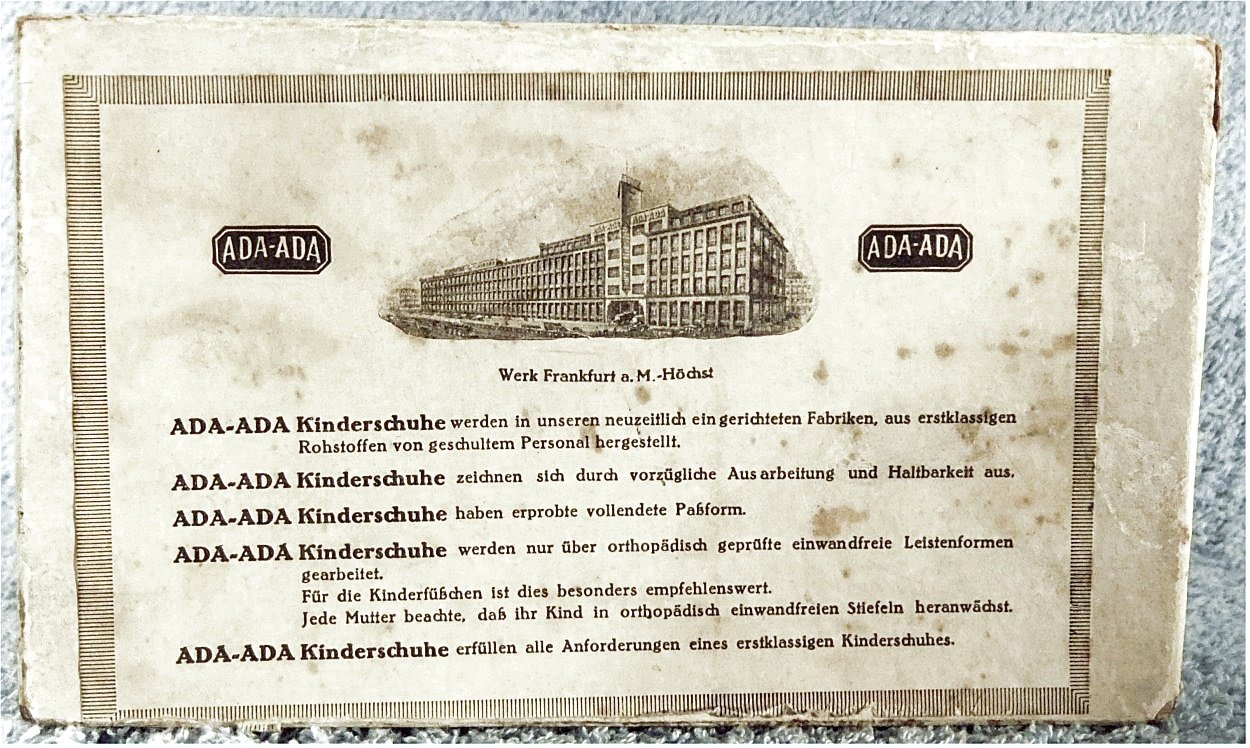 ADA-ADA
ADA-ADA ADA-ADA
Werk Frankfurt a. M.-Höchst
ADA-ADA Kinderschuhe werden in unseren neuzeitlich eingerichteten Fabriken, aus erstklassigen
Rohstoffen von geschultem Personal hergestellt.
ADA-ADA Kinderschuhe zeichnen sich durch vorzügliche Ausarbeitung und Haltbarkeit aus.
ADA-ADA Kinderschuhe haben erprobte vollendete Paßform.
ADA-ADA Kinderschuhe werden nur über orthopädisch geprüfte einwandfreie Leistenformen
gearbeitet.
Für die Kinderfüßchen ist dies besonders empfehlenswert.
Jede Mutter beachte, daß ihr Kind in orthopädisch einwandfreien Stiefeln heranwächst.
ADA-ADA Kinderschuhe erfüllen alle Anforderungen eines erstklassigen Kinderschuhes.